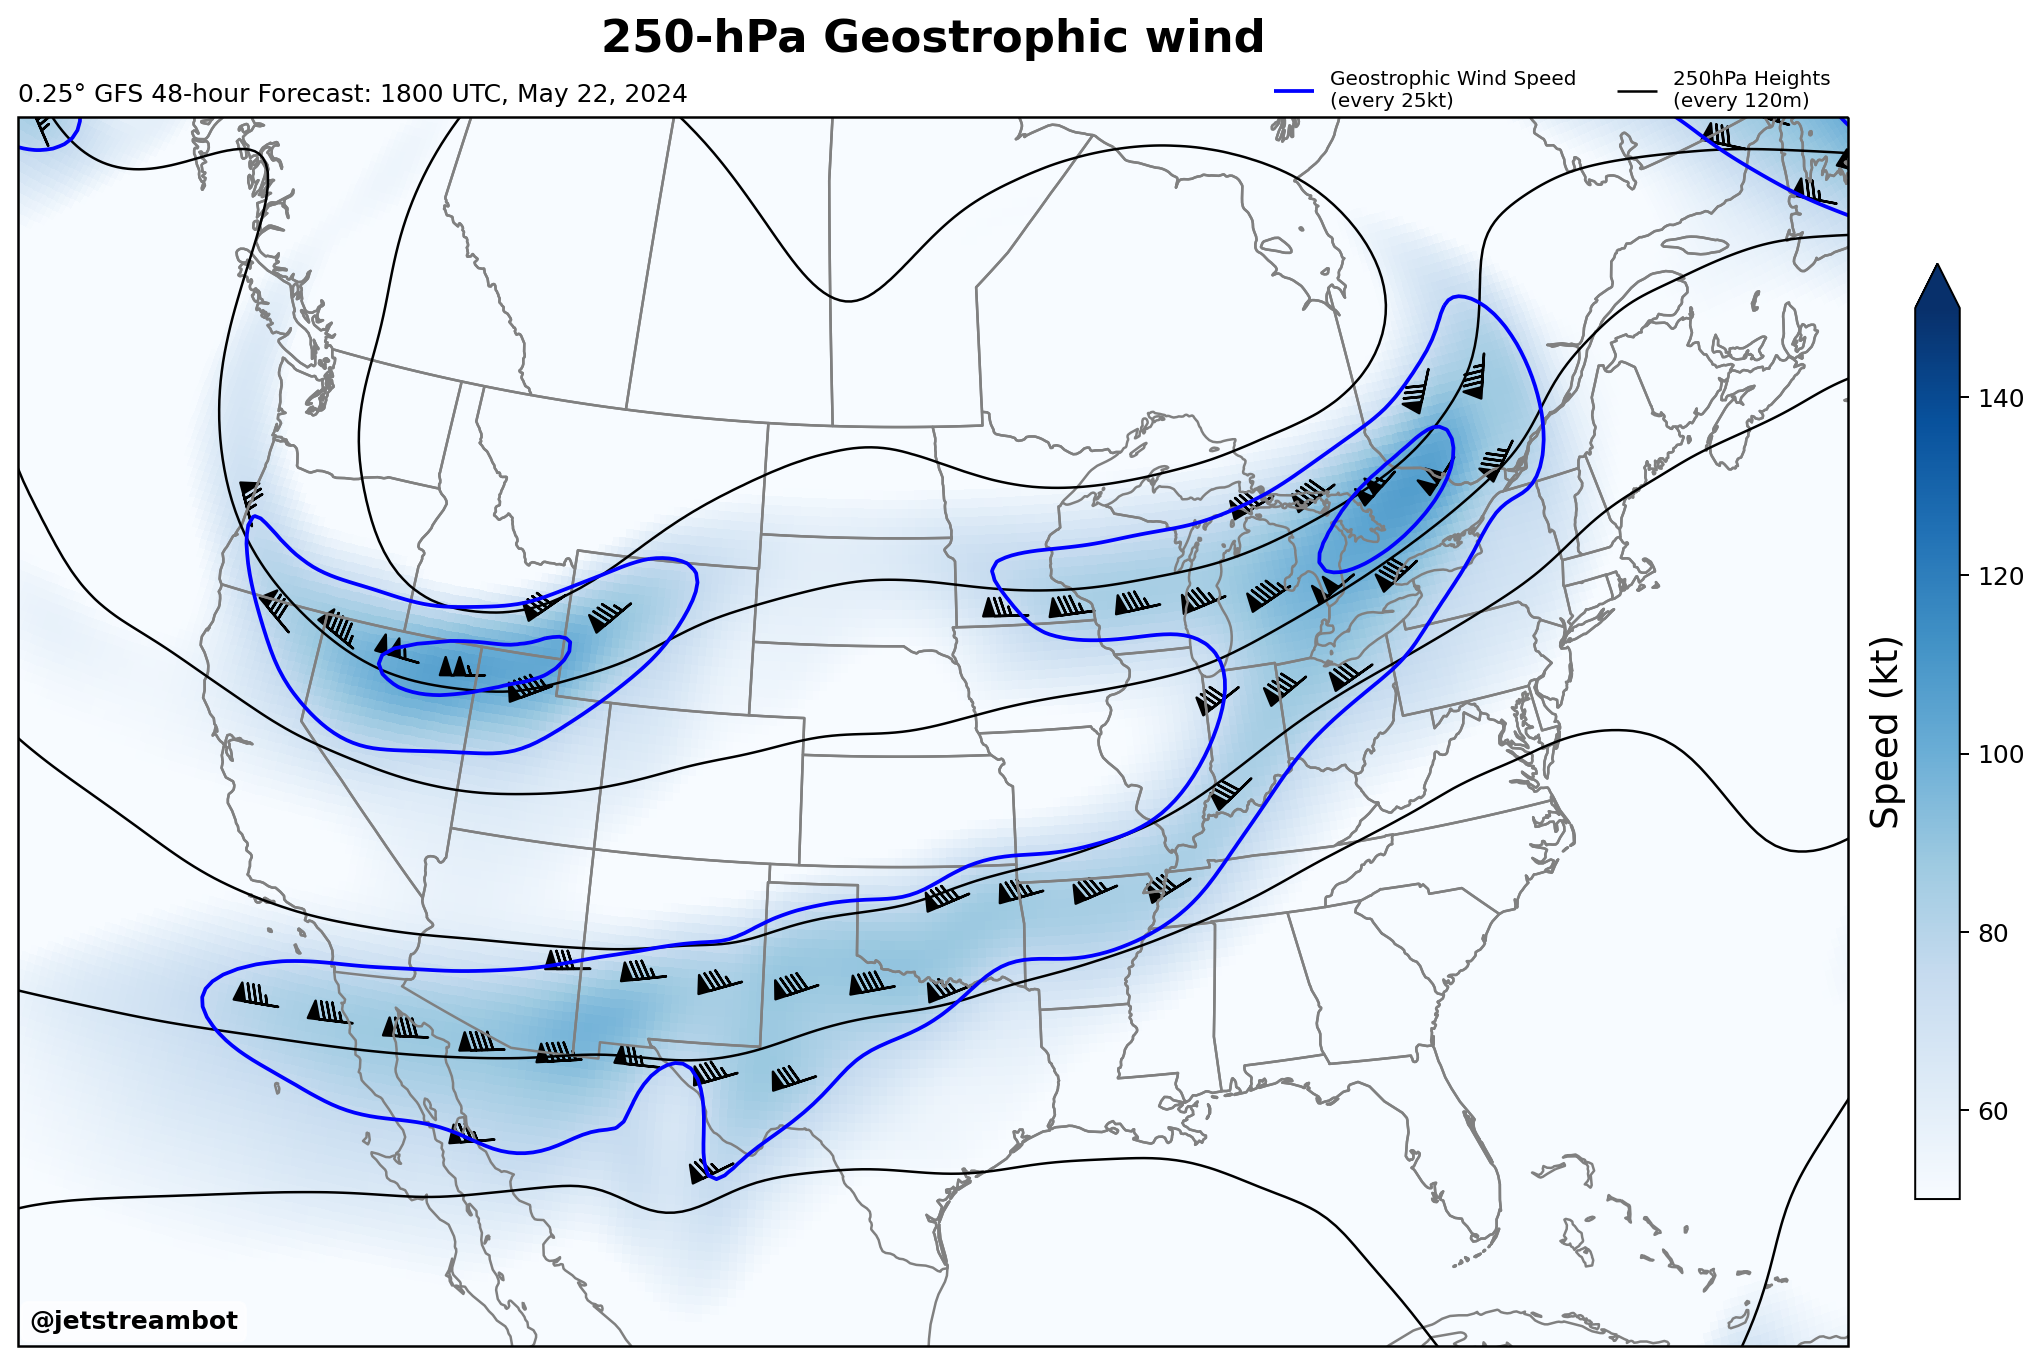 250-hPa Geostrophic wind
0.25° GFS 48-hour Forecast: 1800 UTC, May 22, 2024
Geostrophic Wind Speed
(every 25kt)
250hPa Heights
(every 120m)
140
120
100
80
60
Speed (kt)
@jetstreambot